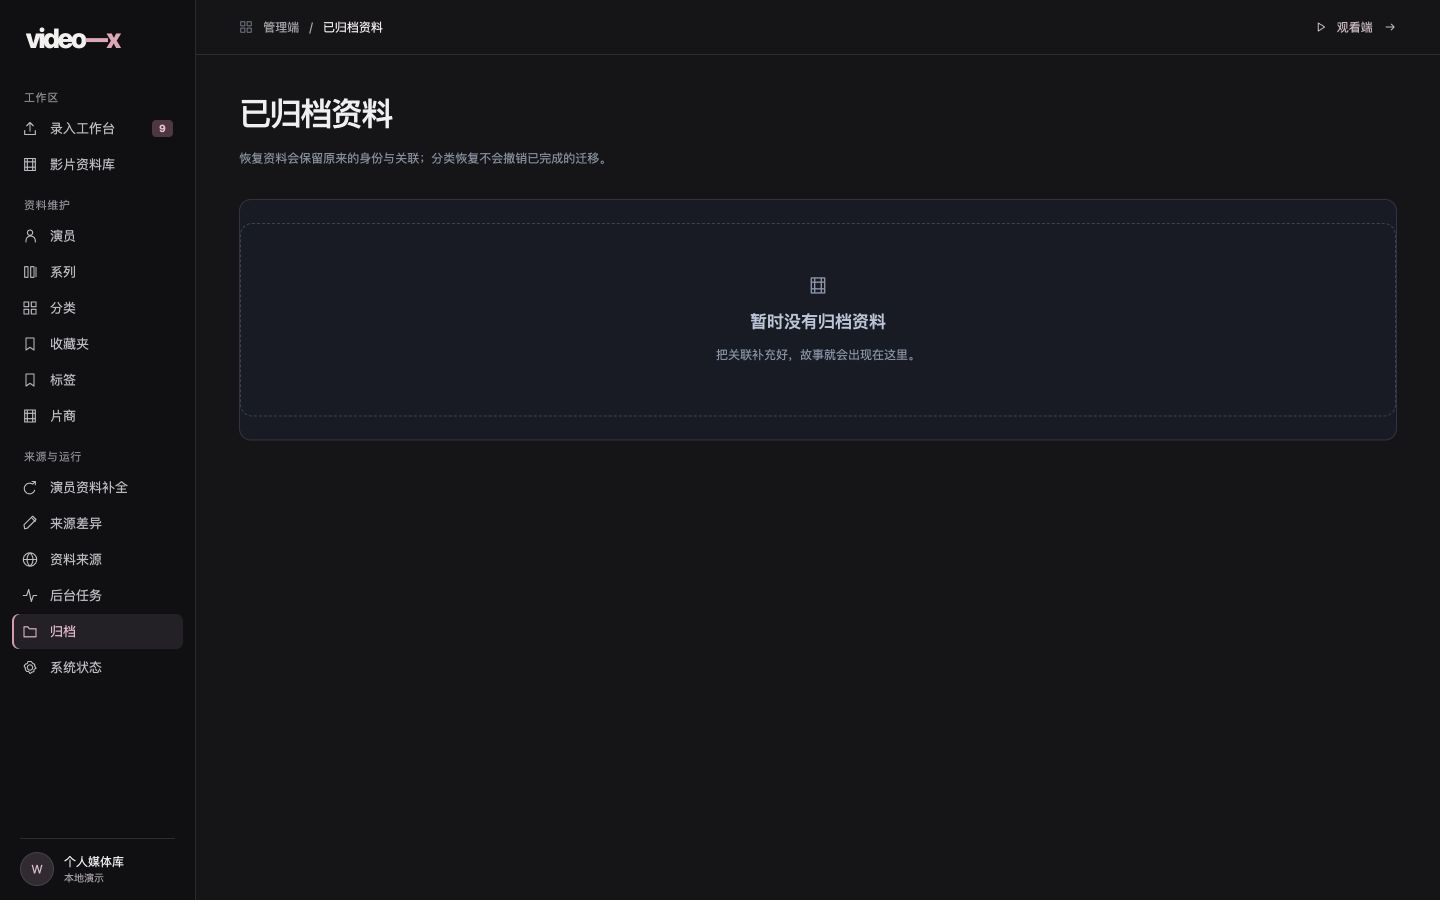 video—x
工作区
录入工作台 9
影片资料库
资料维护
演员
系列
分类
收藏夹
标签
片商
来源与运行
演员资料补全
来源差异
资料来源
后台任务
归档
系统状态
W
个人媒体库
本地演示
管理端 / 已归档资料
观看端 →
已归档资料
恢复资料会保留原来的身份与关联；分类恢复不会撤销已完成的迁移。
暂时没有归档资料
把关联补充好，故事就会出现在这里。